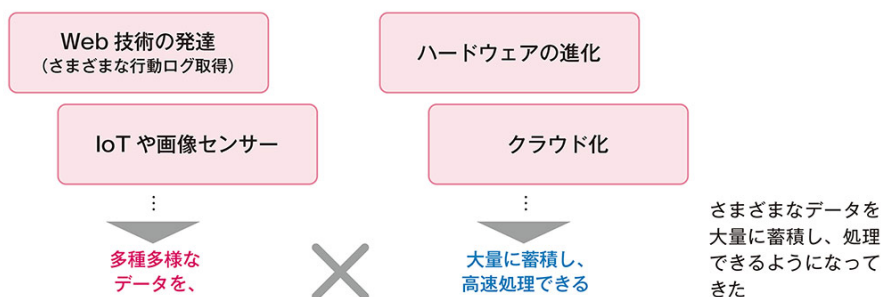 Web 技術の発達
（さまざまな行動ログ取得）
IoT や画像センサー
⋮
多種多様な
データを、
ハードウェアの進化
クラウド化
⋮
大量に蓄積し、
高速処理できる
さまざまなデータを
大量に蓄積し、処理
できるようになって
きた